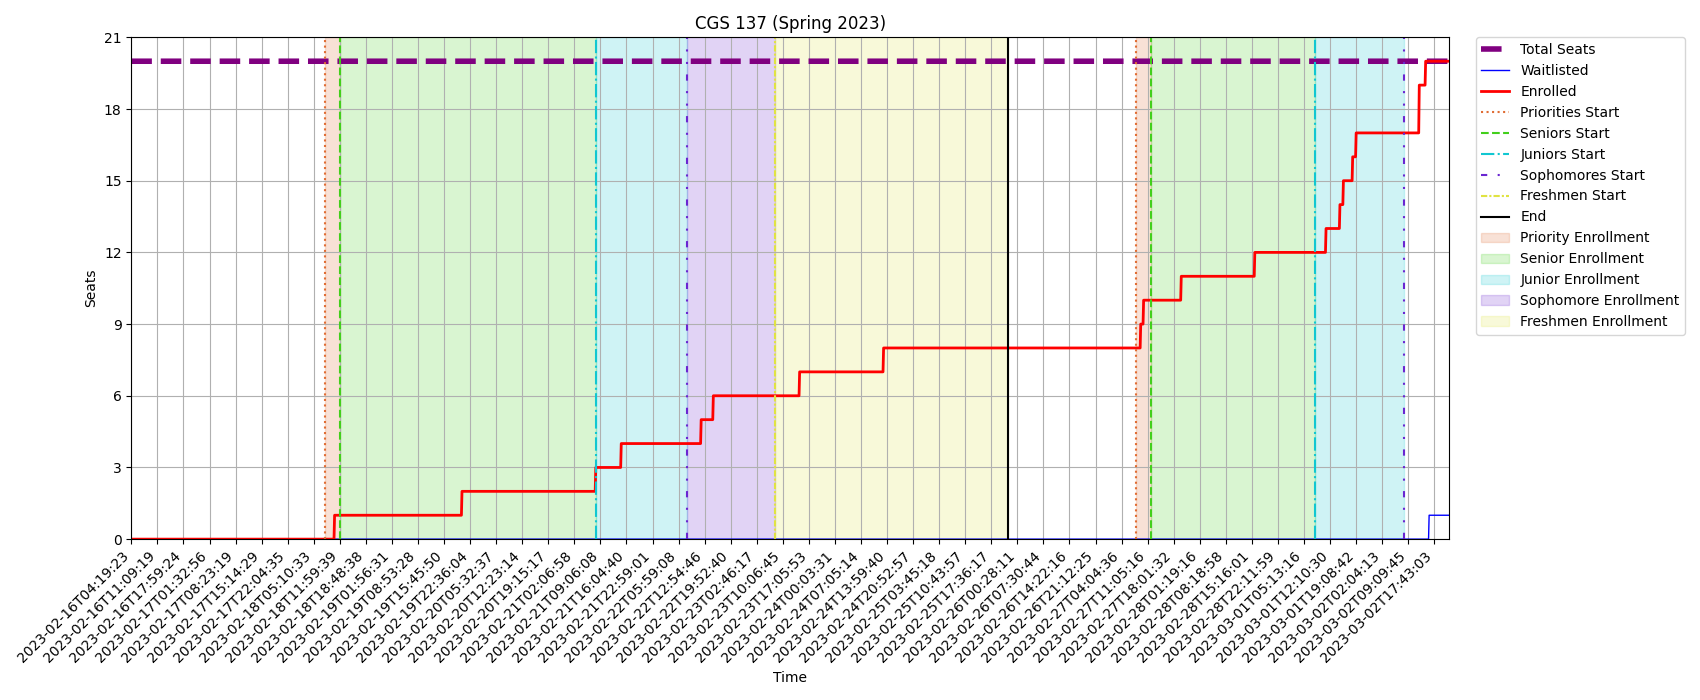 CGS 137 (Spring 2023)
Seats
21
18
15
12
9
6
3
0
2023-02-16T04:19:23
2023-02-16T11:09:19
2023-02-16T17:59:24
2023-02-17T01:32:56
2023-02-17T08:23:19
2023-02-17T15:14:29
2023-02-17T22:04:35
2023-02-18T05:10:33
2023-02-18T11:59:39
2023-02-18T18:48:38
2023-02-19T01:56:31
2023-02-19T08:53:28
2023-02-19T15:45:50
2023-02-19T22:36:04
2023-02-20T05:32:37
2023-02-20T12:23:14
2023-02-20T19:15:17
2023-02-21T02:06:58
2023-02-21T09:06:08
2023-02-21T16:04:40
2023-02-21T22:59:01
2023-02-22T05:59:08
2023-02-22T12:54:46
2023-02-22T19:52:40
2023-02-23T02:46:17
2023-02-23T10:06:45
2023-02-23T17:05:53
2023-02-24T00:03:31
2023-02-24T07:05:14
2023-02-24T13:59:40
2023-02-24T20:52:57
2023-02-25T03:45:18
2023-02-25T10:43:57
2023-02-25T17:36:17
2023-02-26T00:28:11
2023-02-26T07:30:44
2023-02-26T14:22:16
2023-02-26T21:12:25
2023-02-27T04:04:36
2023-02-27T11:05:16
2023-02-27T18:01:32
2023-02-28T01:19:16
2023-02-28T08:18:58
2023-02-28T15:16:01
2023-02-28T22:11:59
2023-03-01T05:13:16
2023-03-01T12:10:30
2023-03-01T19:08:42
2023-03-02T02:04:13
2023-03-02T09:09:45
2023-03-02T17:43:03
Time
Total Seats
Waitlisted
Enrolled
Priorities Start
Seniors Start
Juniors Start
Sophomores Start
Freshmen Start
End
Priority Enrollment
Senior Enrollment
Junior Enrollment
Sophomore Enrollment
Freshmen Enrollment